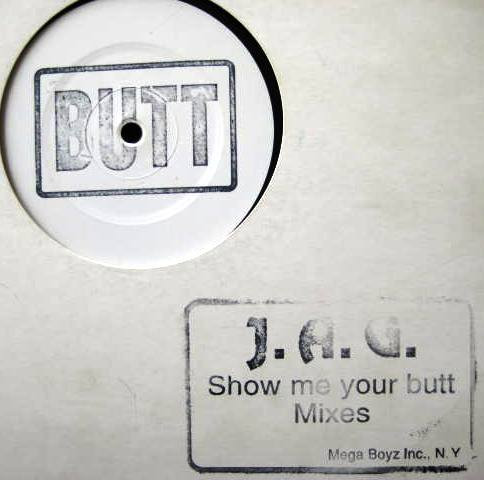 BUTT
J. A. G.
Show me your butt
Mixes
Mega Boyz Inc., N.Y